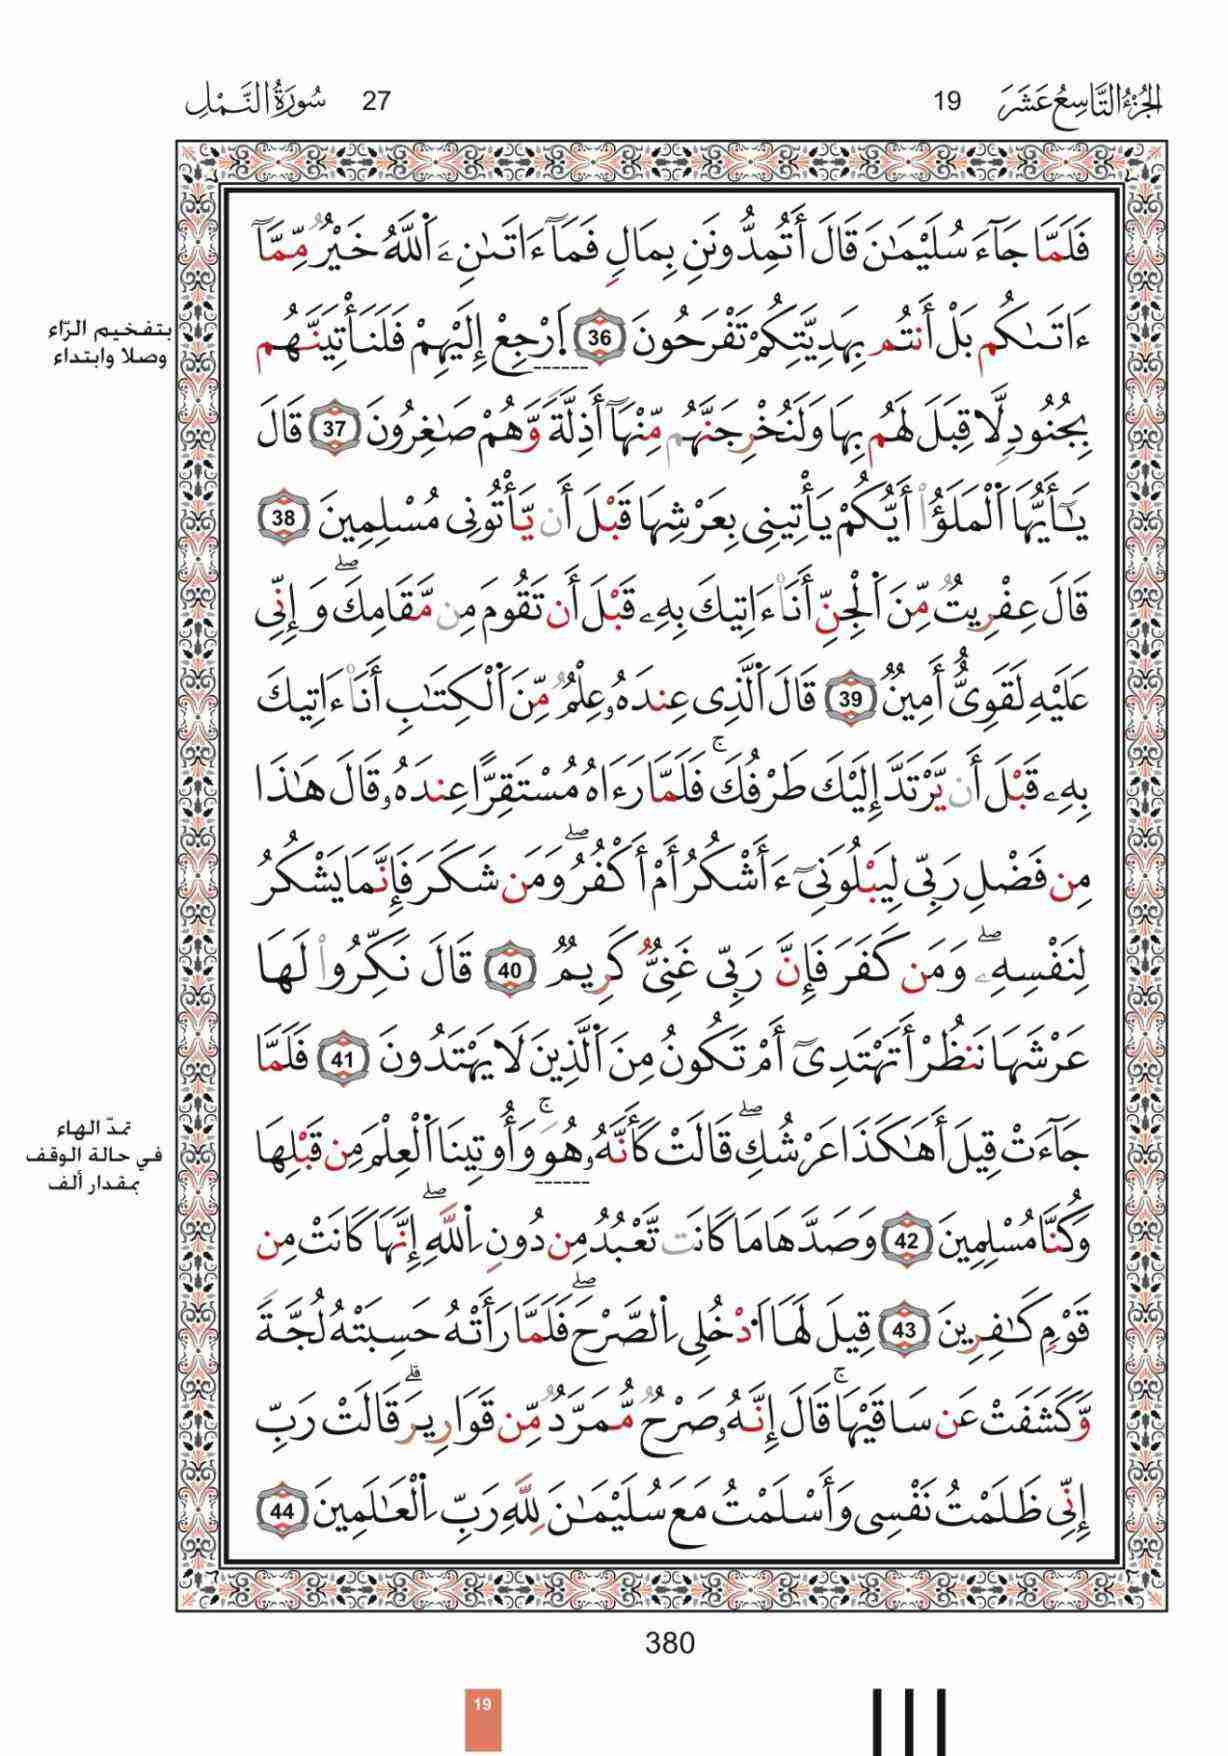 الجُزْءُ التَّاسِعُ عَشَرَ 19
27 سُورَةُ النَّمْلِ
فَلَمَّا جَآءَ سُلَيْمَٰنَ قَالَ أَتُمِدُّونَنِ بِمَالٍ فَمَآ ءَاتَىٰنِۦَ ٱللَّهُ خَيْرٌ مِّمَّآ
ءَاتَىٰكُم بَلْ أَنتُم بِهَدِيَّتِكُمْ تَفْرَحُونَ 36 ٱرْجِعْ إِلَيْهِمْ فَلَنَأْتِيَنَّهُم
بِجُنُودٍ لَّا قِبَلَ لَهُم بِهَا وَلَنُخْرِجَنَّهُم مِّنْهَآ أَذِلَّةً وَّهُمْ صَٰغِرُونَ 37 قَالَ
يَٰٓأَيُّهَا ٱلْمَلَؤُا۟ أَيُّكُمْ يَأْتِينِى بِعَرْشِهَا قَبْلَ أَن يَّأْتُونِى مُسْلِمِينَ 38
قَالَ عِفْرِيتٌ مِّنَ ٱلْجِنِّ أَنَا۠ ءَاتِيكَ بِهِۦ قَبْلَ أَن تَقُومَ مِن مَّقَامِكَ ۖ وَإِنِّى
عَلَيْهِ لَقَوِىٌّ أَمِينٌ 39 قَالَ ٱلَّذِى عِندَهُۥ عِلْمٌ مِّنَ ٱلْكِتَٰبِ أَنَا۠ ءَاتِيكَ
بِهِۦ قَبْلَ أَن يَّرْتَدَّ إِلَيْكَ طَرْفُكَ ۚ فَلَمَّا رَءَاهُ مُسْتَقِرًّا عِندَهُۥ قَالَ هَٰذَا
مِن فَضْلِ رَبِّى لِيَبْلُوَنِىٓ ءَأَشْكُرُ أَمْ أَكْفُرُ ۖ وَمَن شَكَرَ فَإِنَّمَا يَشْكُرُ
لِنَفْسِهِۦ ۖ وَمَن كَفَرَ فَإِنَّ رَبِّى غَنِىٌّ كَرِيمٌ 40 قَالَ نَكِّرُوا۟ لَهَا
عَرْشَهَا نَنظُرْ أَتَهْتَدِىٓ أَمْ تَكُونُ مِنَ ٱلَّذِينَ لَا يَهْتَدُونَ 41 فَلَمَّا
جَآءَتْ قِيلَ أَهَٰكَذَا عَرْشُكِ ۖ قَالَتْ كَأَنَّهُۥ هُوَ ۚ وَأُوتِينَا ٱلْعِلْمَ مِن قَبْلِهَا
وَكُنَّا مُسْلِمِينَ 42 وَصَدَّهَا مَا كَانَت تَّعْبُدُ مِن دُونِ ٱللَّهِ ۖ إِنَّهَا كَانَتْ مِن
قَوْمٍ كَٰفِرِينَ 43 قِيلَ لَهَا ٱدْخُلِى ٱلصَّرْحَ ۖ فَلَمَّا رَأَتْهُ حَسِبَتْهُ لُجَّةً
وَّكَشَفَتْ عَن سَاقَيْهَا ۚ قَالَ إِنَّهُۥ صَرْحٌ مُّمَرَّدٌ مِّن قَوَارِيرَ ۗ قَالَتْ رَبِّ
إِنِّى ظَلَمْتُ نَفْسِى وَأَسْلَمْتُ مَعَ سُلَيْمَٰنَ لِلَّهِ رَبِّ ٱلْعَٰلَمِينَ 44
بتفخيم الرّاء
وصلا وابتداء
تمدّ الهاء
في حالة الوقف
بمقدار ألف
380
19